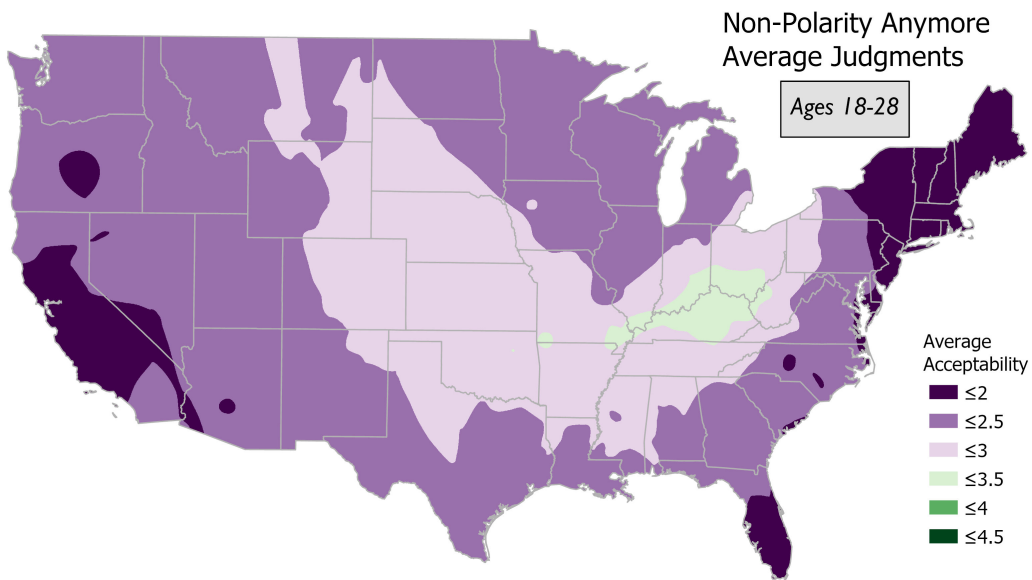 Non-Polarity Anymore
Average Judgments
Ages 18-28
Average
Acceptability
≤2
≤2.5
≤3
≤3.5
≤4
≤4.5